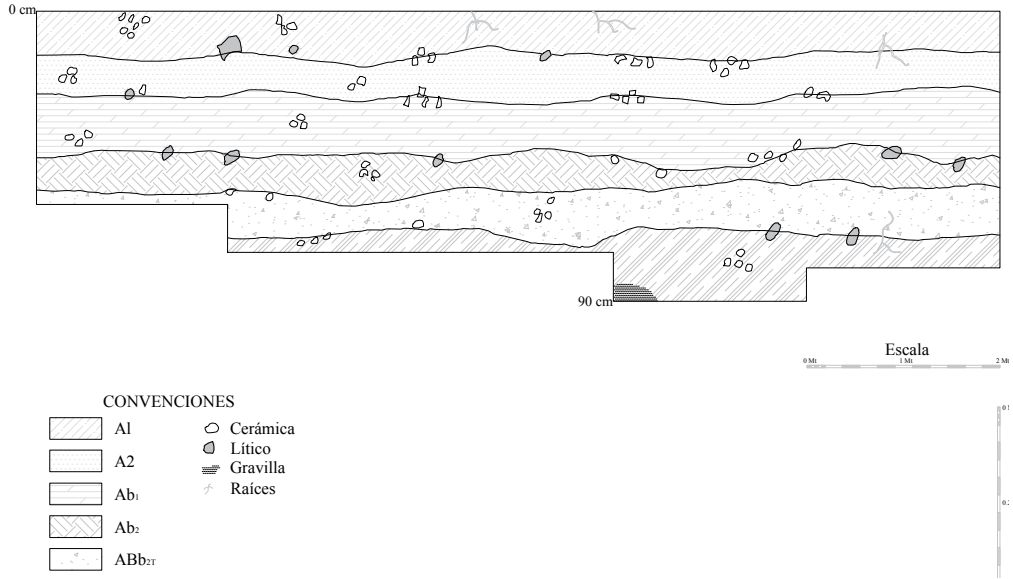 0 cm
90 cm
Escala
0 Mt 1 Mt 2 Mt
CONVENCIONES
Al
A2
Ab1
Ab2
ABb2T
Cerámica
Lítico
Gravilla
Raíces